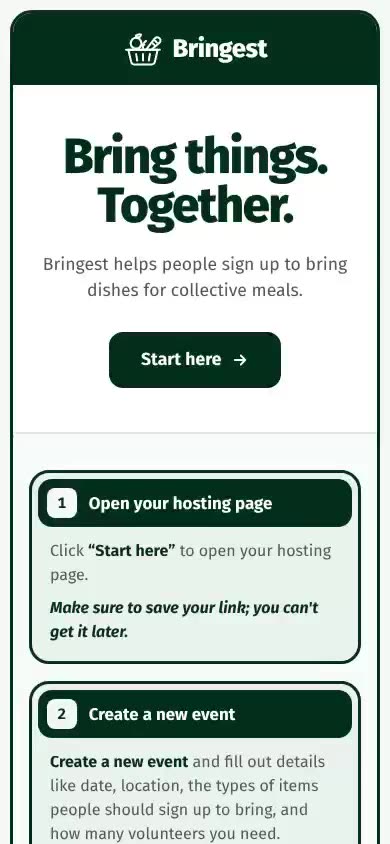 Bringest
Bring things.
Together.
Bringest helps people sign up to bring
dishes for collective meals.
Start here →
1 Open your hosting page
Click “Start here” to open your hosting
page.
Make sure to save your link; you can't
get it later.
2 Create a new event
Create a new event and fill out details
like date, location, the types of items
people should sign up to bring, and
how many volunteers you need.